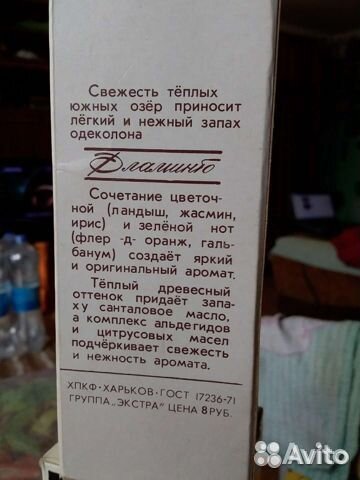 Свежесть тёплых
южных озёр приносит
лёгкий и нежный запах
одеколона
Фламинго
Сочетание цветоч-
ной (ландыш, жасмин,
ирис) и зелёной нот
(флер -д- оранж, галь-
банум) создаёт яркий
и оригинальный аромат.
Тёплый древесный
оттенок придаёт запа-
ху санталовое масло,
а комплекс альдегидов
и цитрусовых масел
подчёркивает свежесть
и нежность аромата.
ХПКФ·ХАРЬКОВ·ГОСТ 17236-71
ГРУППА „ЭКСТРА" ЦЕНА 8 РУБ.
Avito